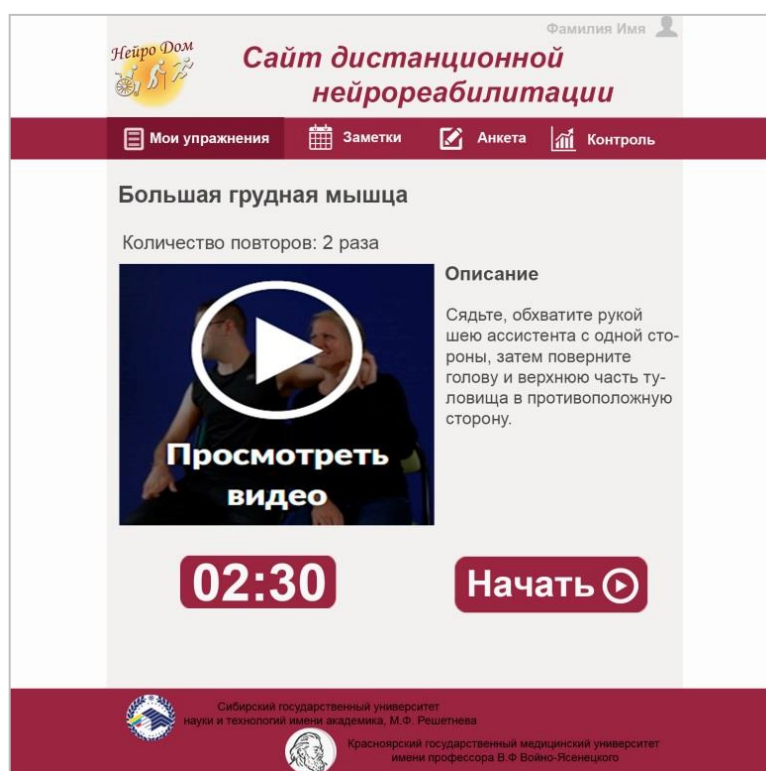 Фамилия Имя
Нейро Дом
Сайт дистанционной
нейрореабилитации
Мои упражнения
Заметки
Анкета
Контроль
Большая грудная мышца
Количество повторов: 2 раза
Просмотреть
видео
Описание
Сядьте, обхватите рукой
шею ассистента с одной сто-
роны, затем поверните
голову и верхнюю часть ту-
ловища в противоположную
сторону.
02:30
Начать
Сибирский государственный университет
науки и технологий имени академика, М.Ф. Решетнева
Красноярский государственный медицинский университет
имени профессора В.Ф Войно-Ясенецкого